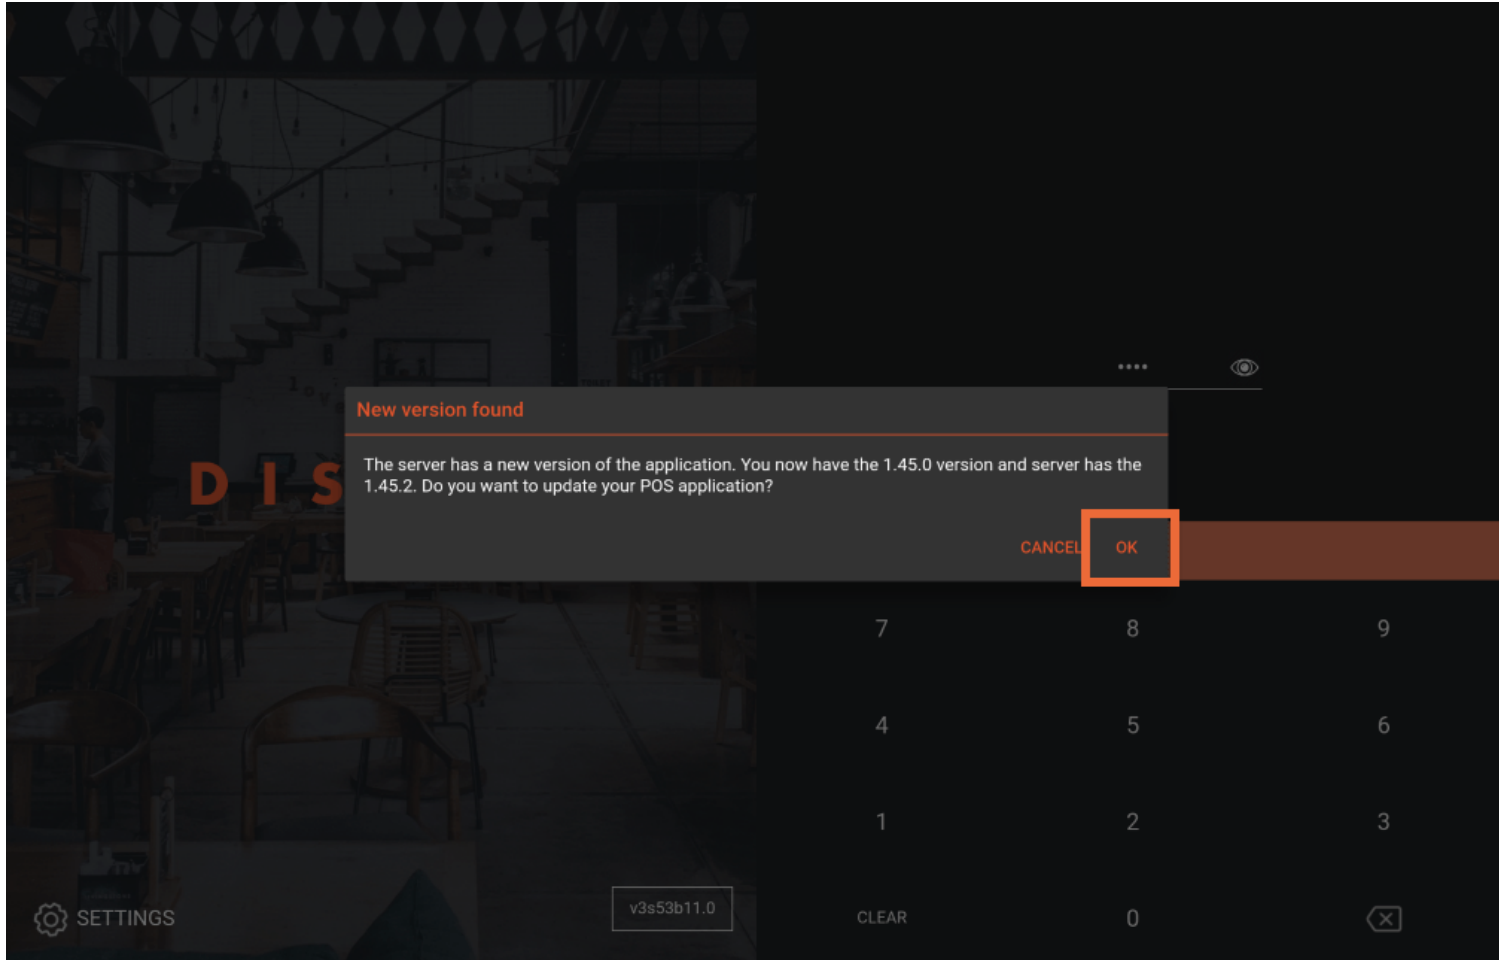 ••••
New version found
The server has a new version of the application. You now have the 1.45.0 version and server has the
1.45.2. Do you want to update your POS application?
DIS
CANCEL OK
7 8 9
4 5 6
1 2 3
SETTINGS
v3s53b11.0
CLEAR 0